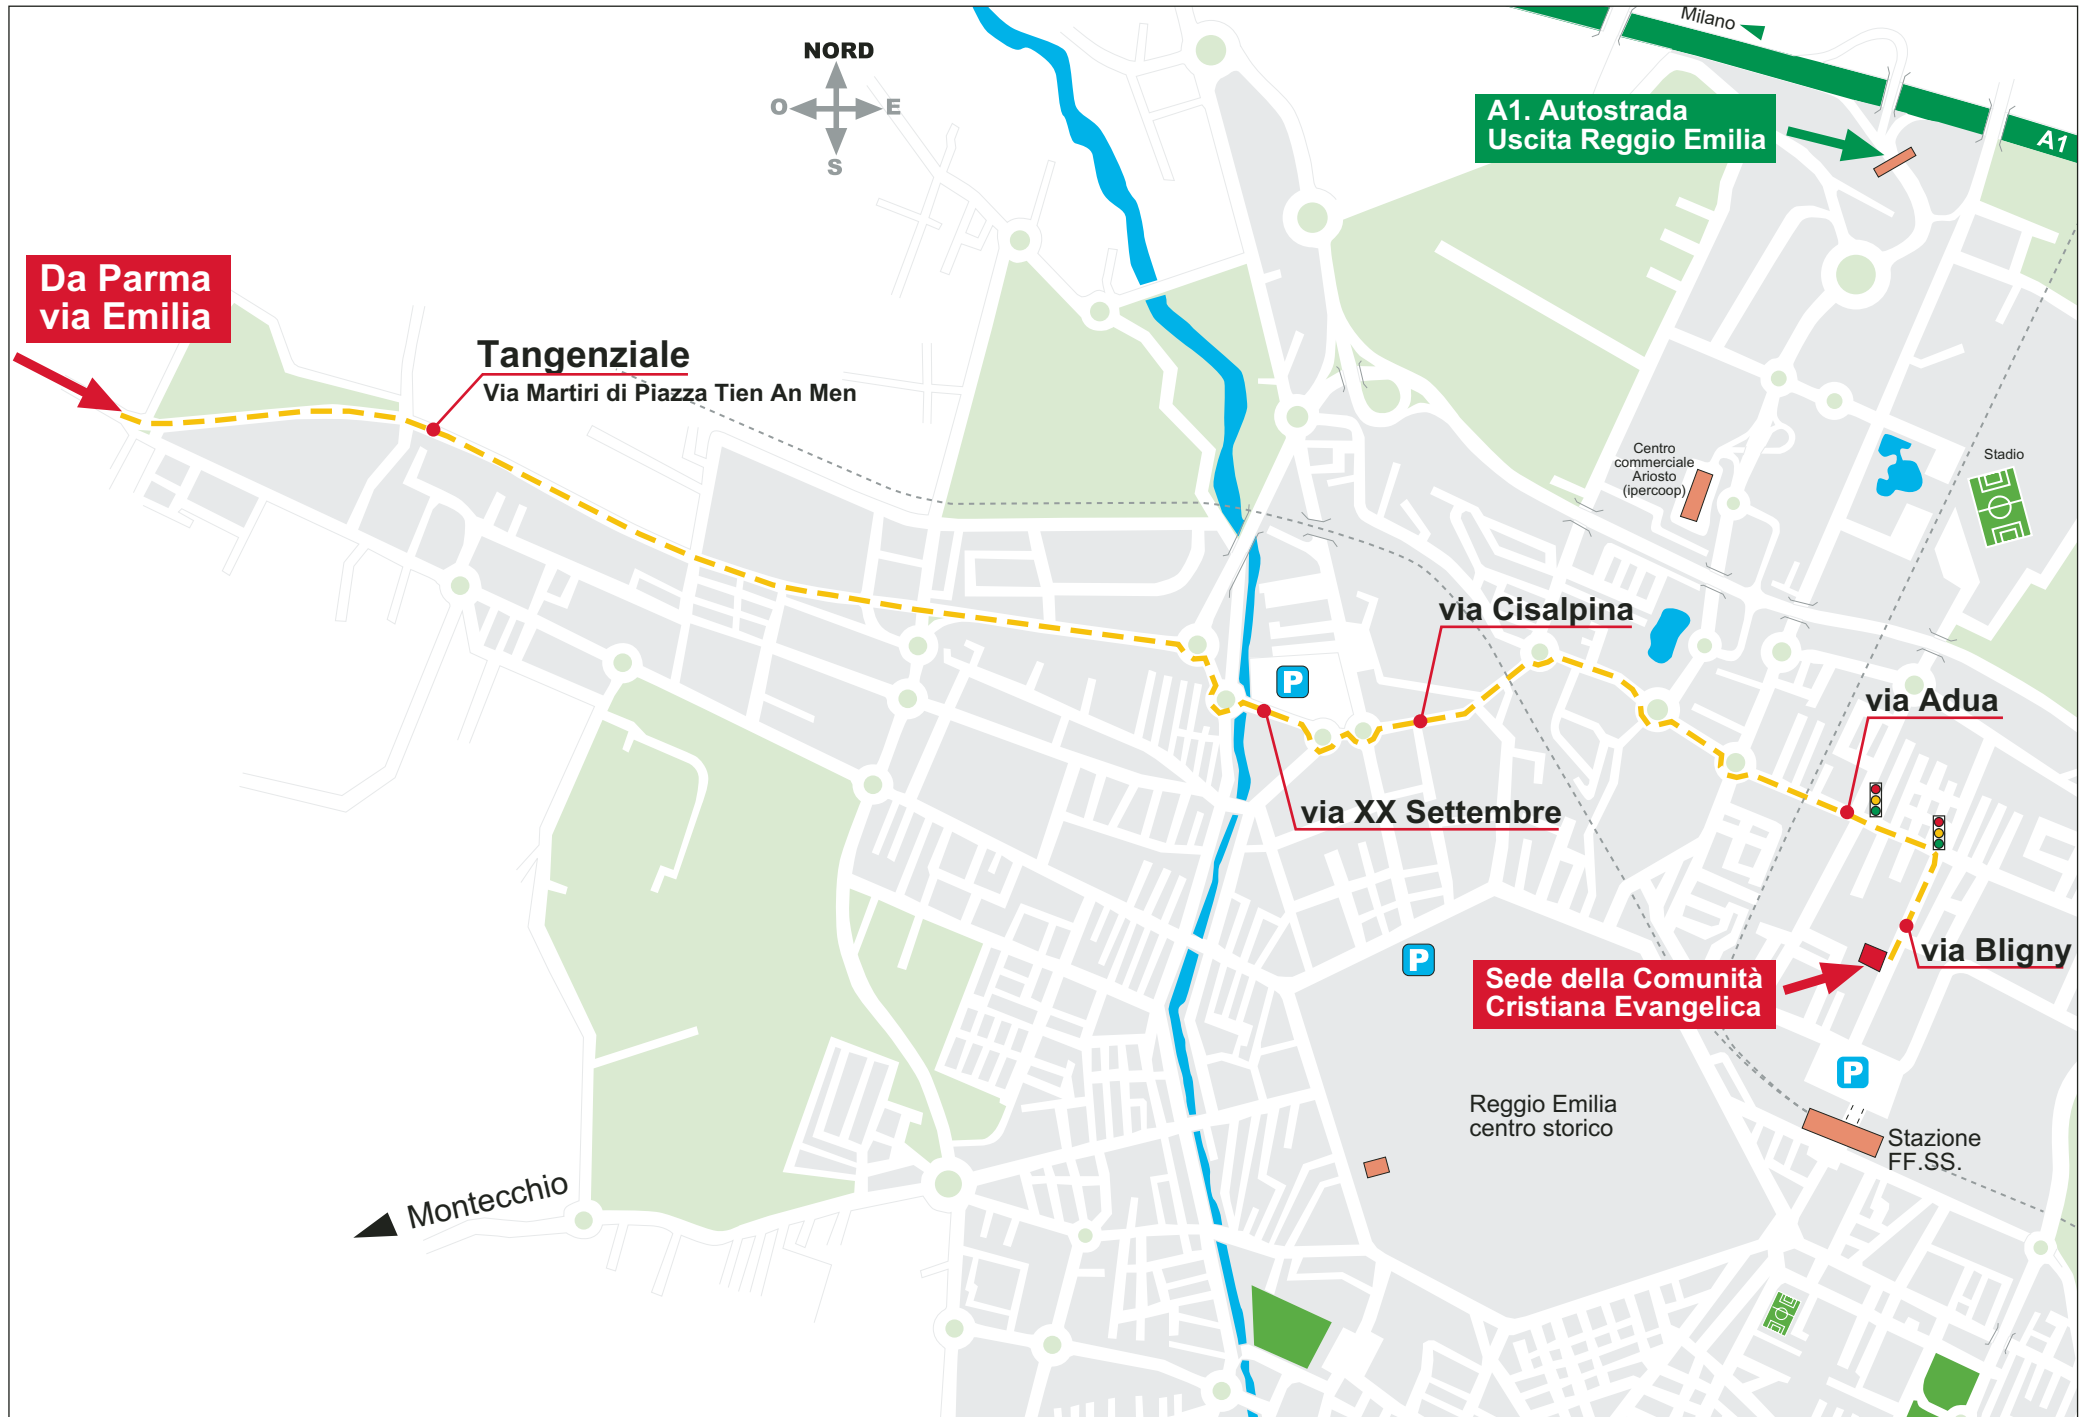 Milano
NORD
O
E
S
A1. Autostrada
Uscita Reggio Emilia
A1
Da Parma
via Emilia
Tangenziale
Via Martiri di Piazza Tien An Men
Centro
commerciale
Ariosto
(ipercoop)
Stadio
via Cisalpina
P
via Adua
via XX Settembre
via Bligny
P
Sede della Comunità
Cristiana Evangelica
P
Reggio Emilia
centro storico
Stazione
FF.SS.
Montecchio